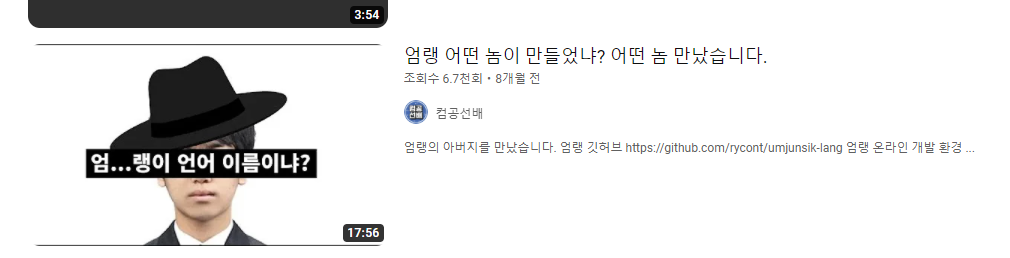 3:54
엄랭 어떤 놈이 만들었냐? 어떤 놈 만났습니다.
조회수 6.7천회 • 8개월 전
컴공선배
컴공
선배
엄랭의 아버지를 만났습니다. 엄랭 깃허브 https://github.com/rycont/umjunsik-lang 엄랭 온라인 개발 환경 ...
엄...랭이 언어 이름이냐?
17:56